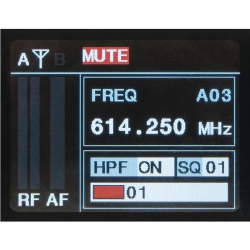 A B MUTE
FREQ A03
614.250 MHz
HPF ON SQ 01
01
RF AF